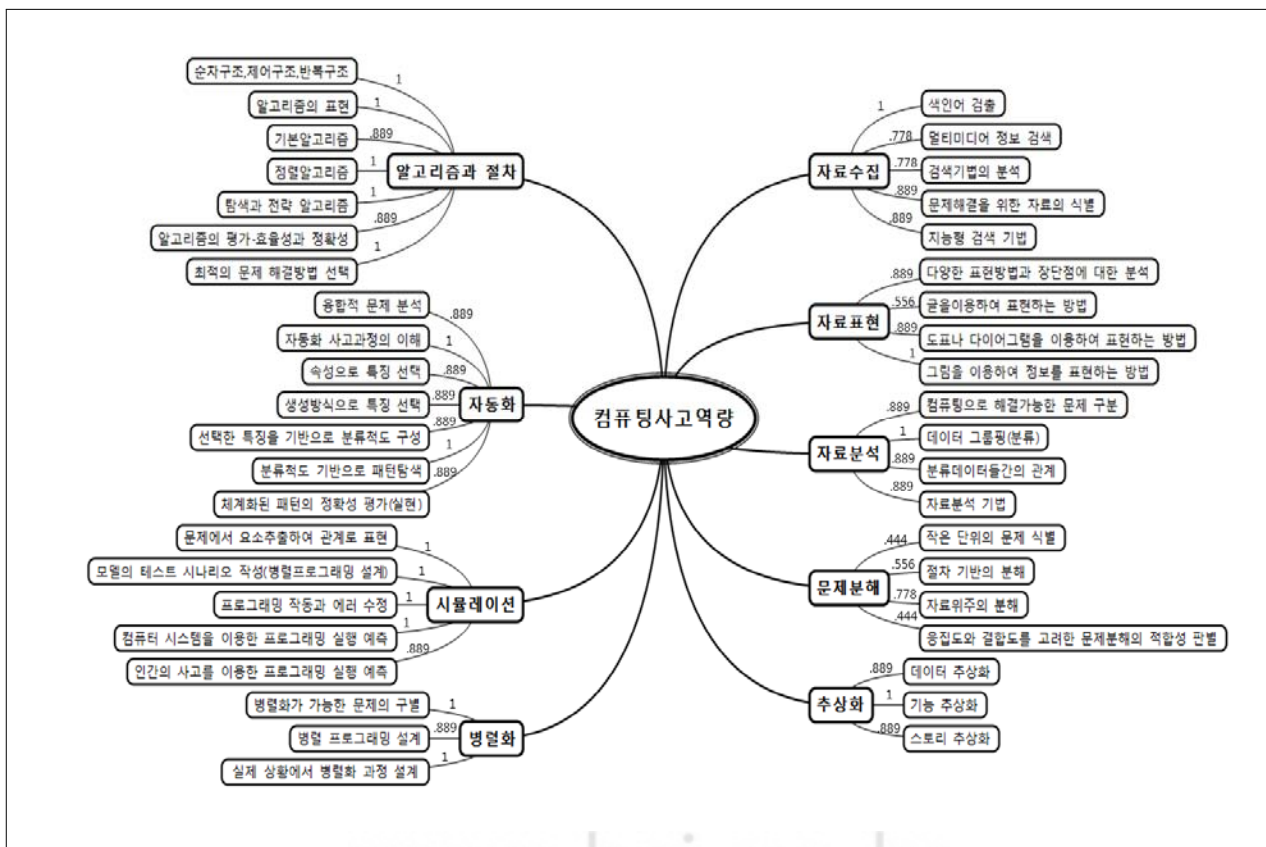 컴퓨팅사고역량
알고리즘과 절차
1
순차구조,제어구조,반복구조
1
알고리즘의 표현
.889
기본알고리즘
1
정렬알고리즘
1
탐색과 전략 알고리즘
.889
알고리즘의 평가-효율성과 정확성
1
최적의 문제 해결방법 선택
자동화
.889
융합적 문제 분석
1
자동화 사고과정의 이해
.889
속성으로 특징 선택
.889
생성방식으로 특징 선택
.889
선택한 특징을 기반으로 분류척도 구성
1
분류척도 기반으로 패턴탐색
.889
체계화된 패턴의 정확성 평가(실현)
시뮬레이션
1
문제에서 요소추출하여 관계로 표현
1
모델의 테스트 시나리오 작성(병렬프로그래밍 설계)
1
프로그래밍 작동과 에러 수정
1
컴퓨터 시스템을 이용한 프로그래밍 실행 예측
.889
인간의 사고를 이용한 프로그래밍 실행 예측
병렬화
1
병렬화가 가능한 문제의 구별
.889
병렬 프로그래밍 설계
1
실제 상황에서 병렬화 과정 설계
자료수집
1
색인어 검출
.778
멀티미디어 정보 검색
.778
검색기법의 분석
.889
문제해결을 위한 자료의 식별
.889
지능형 검색 기법
자료표현
.889
다양한 표현방법과 장단점에 대한 분석
.556
글을이용하여 표현하는 방법
.889
도표나 다이어그램을 이용하여 표현하는 방법
1
그림을 이용하여 정보를 표현하는 방법
자료분석
.889
컴퓨팅으로 해결가능한 문제 구분
1
데이터 그룹핑(분류)
.889
분류데이터들간의 관계
.889
자료분석 기법
문제분해
.444
작은 단위의 문제 식별
.556
절차 기반의 분해
.778
자료위주의 분해
.444
응집도와 결합도를 고려한 문제분해의 적합성 판별
추상화
.889
데이터 추상화
1
기능 추상화
.889
스토리 추상화